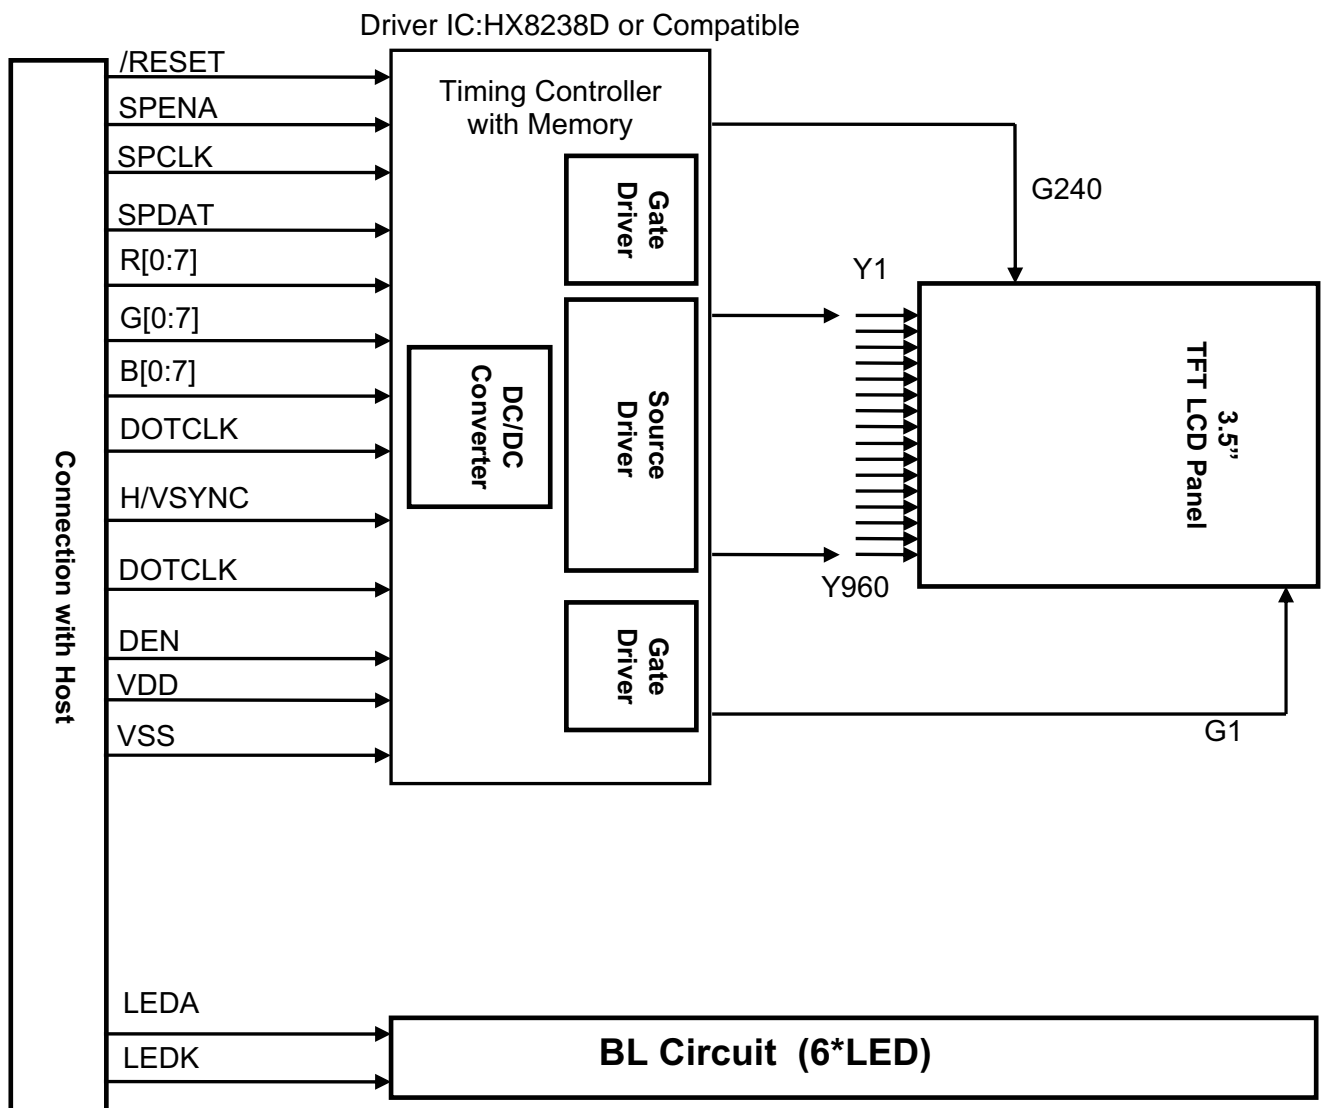 Driver IC:HX8238D or Compatible
/RESET
SPENA
SPCLK
SPDAT
R[0:7]
G[0:7]
B[0:7]
DOTCLK
H/VSYNC
DOTCLK
DEN
VDD
VSS
Connection with Host
Timing Controller
with Memory
Gate
Driver
DC/DC
Converter
Source
Driver
Gate
Driver
G240
Y1
Y960
3.5”
TFT LCD Panel
G1
LEDA
LEDK
BL Circuit (6*LED)